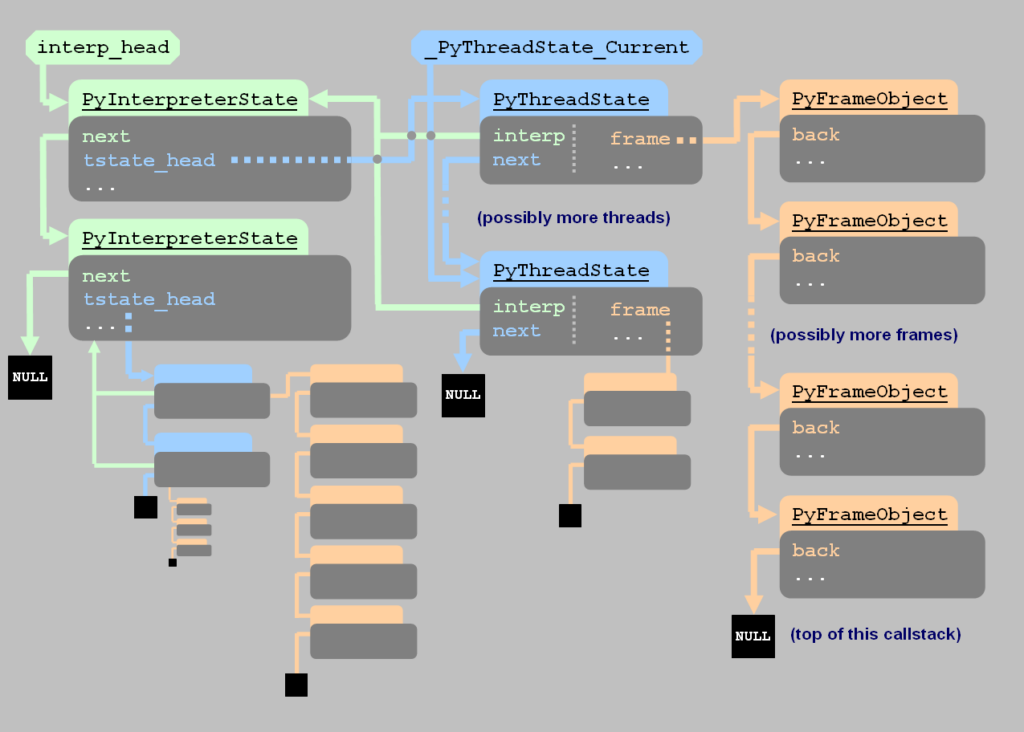 interp_head
_PyThreadState_Current
PyInterpreterState
next
tstate_head
...
PyThreadState
interp
next
frame
...
PyFrameObject
back
...
(possibly more threads)
PyInterpreterState
next
tstate_head
...
NULL
PyThreadState
interp
next
frame
...
NULL
PyFrameObject
back
...
(possibly more frames)
PyFrameObject
back
...
PyFrameObject
back
...
NULL
(top of this callstack)